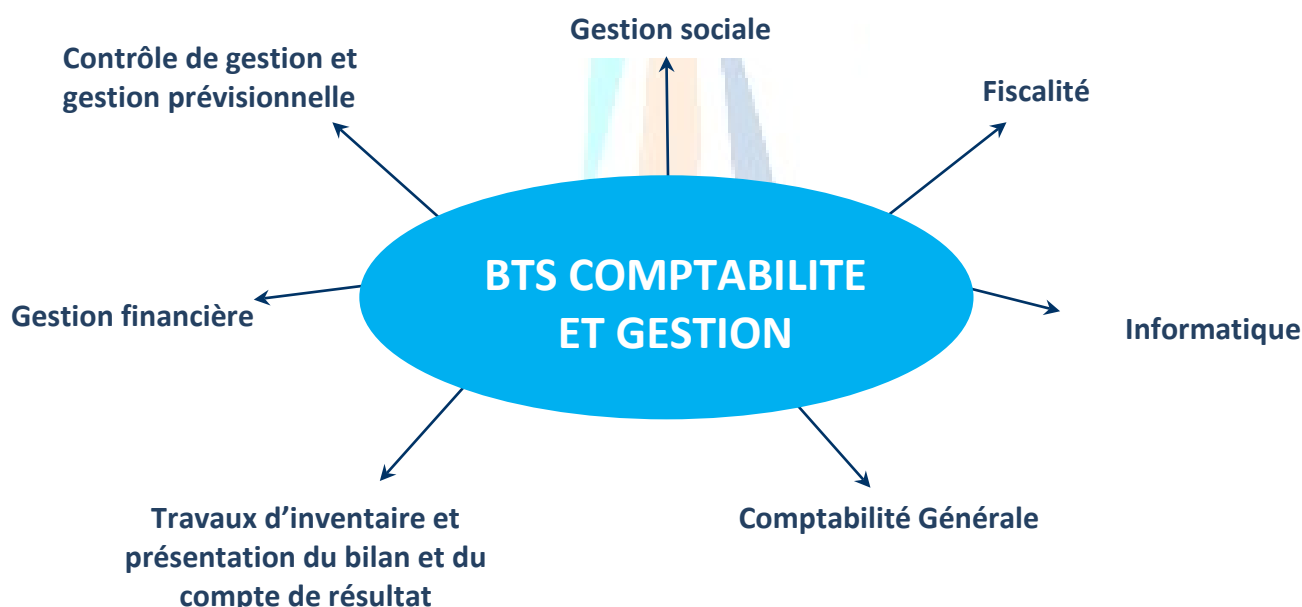 Gestion sociale
Contrôle de gestion et
gestion prévisionnelle
Fiscalité
BTS COMPTABILITE
ET GESTION
Gestion financière
Informatique
Travaux d’inventaire et
présentation du bilan et du
compte de résultat
Comptabilité Générale